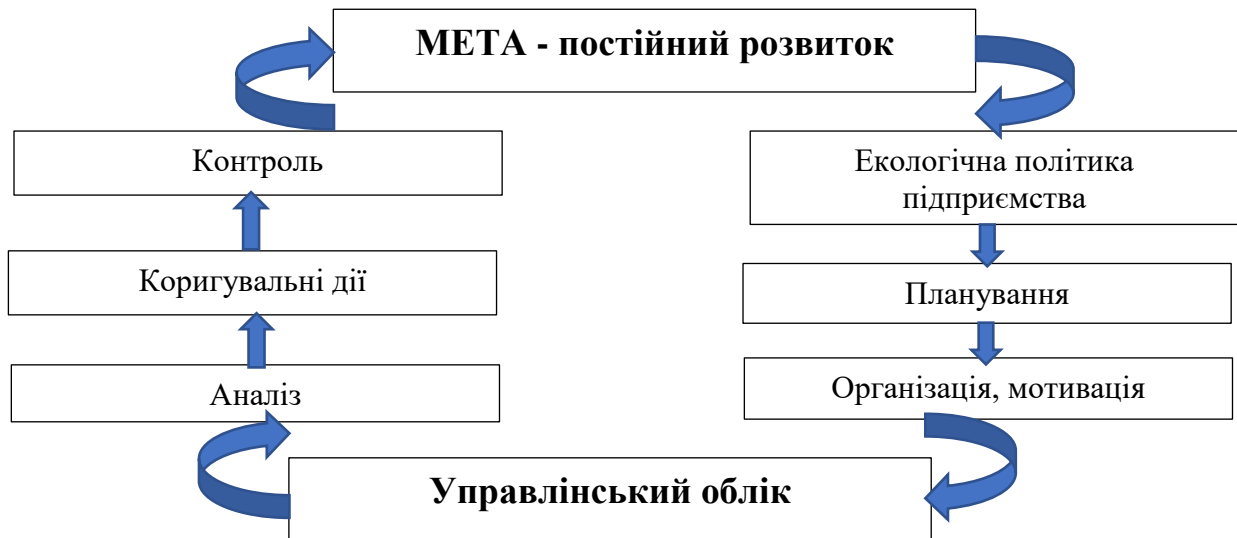 МЕТА - постійний розвиток
Контроль
Екологічна політика
підприємства
Коригувальні дії
Планування
Аналіз
Організація, мотивація
Управлінський облік